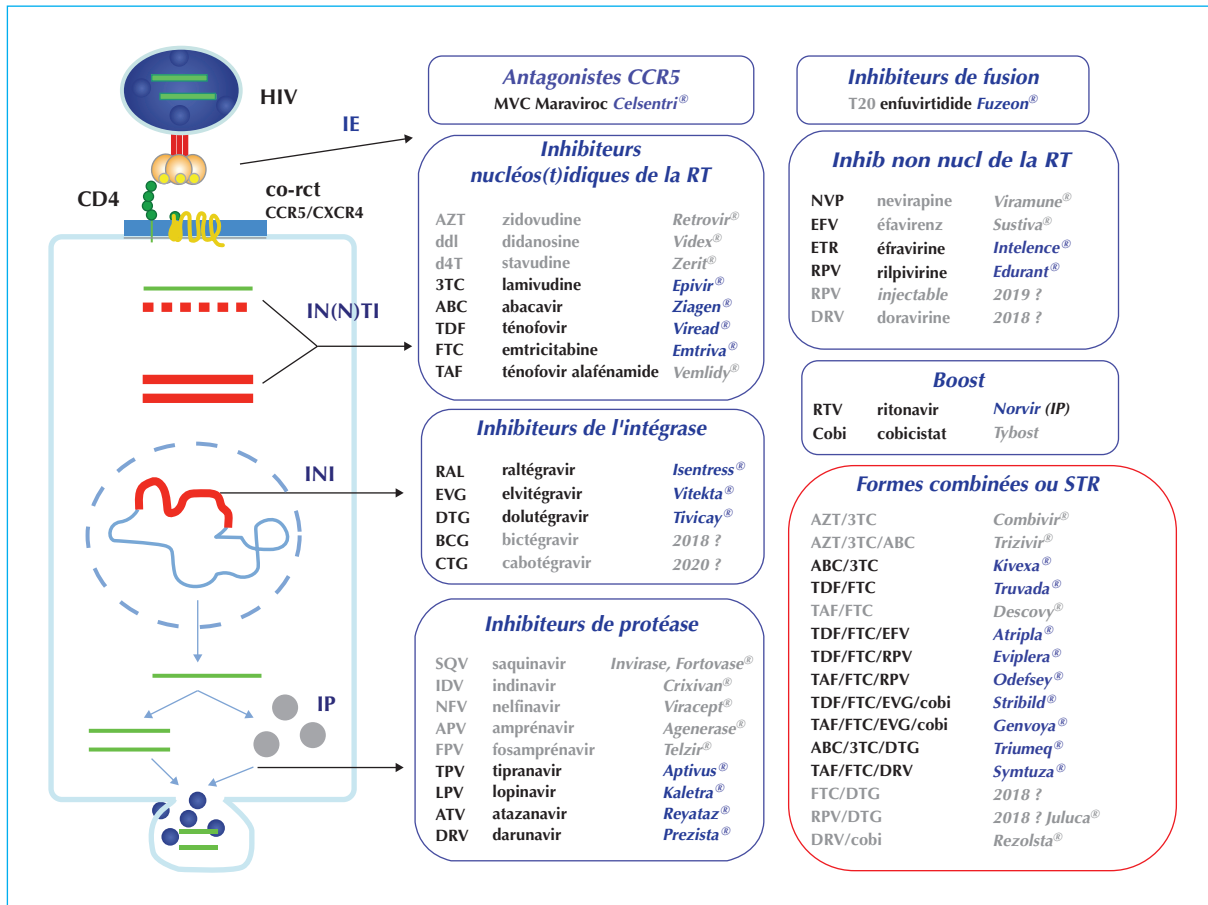 HIV
IE
CD4
co-rct
CCR5/CXCR4
IN(N)TI
INI
IP
Antagonistes CCR5
MVC Maraviroc Celsentri®
Inhibiteurs
nucléos(t)idiques de la RT
AZT zidovudine Retrovir®
ddl didanosine Videx®
d4T stavudine Zerit®
3TC lamivudine Epivir®
ABC abacavir Ziagen®
TDF ténofovir Viread®
FTC emtricitabine Emtriva®
TAF ténofovir alafénamide Vemlidy®
Inhibiteurs de l'intégrase
RAL raltégravir Isentress®
EVG elvitégravir Vitekta®
DTG dolutégravir Tivicay®
BCG bictégravir 2018 ?
CTG cabotégravir 2020 ?
Inhibiteurs de protéase
SQV saquinavir Invirase, Fortovase®
IDV indinavir Crixivan®
NFV nelfinavir Viracept®
APV amprénavir Agenerase®
FPV fosamprénavir Telzir®
TPV tipranavir Aptivus®
LPV lopinavir Kaletra®
ATV atazanavir Reyataz®
DRV darunavir Prezista®
Inhibiteurs de fusion
T20 enfuvirtidide Fuzeon®
Inhib non nucl de la RT
NVP nevirapine Viramune®
EFV éfavirenz Sustiva®
ETR éfravirine Intelence®
RPV rilpivirine Edurant®
RPV injectable 2019 ?
DRV doravirine 2018 ?
Boost
RTV ritonavir Norvir (IP)
Cobi cobicistat Tybost
Formes combinées ou STR
AZT/3TC Combivir®
AZT/3TC/ABC Trizivir®
ABC/3TC Kivexa®
TDF/FTC Truvada®
TAF/FTC Descovy®
TDF/FTC/EFV Atripla®
TDF/FTC/RPV Eviplera®
TAF/FTC/RPV Odefsey®
TDF/FTC/EVG/cobi Stribild®
TAF/FTC/EVG/cobi Genvoya®
ABC/3TC/DTG Triumeq®
TAF/FTC/DRV Symtuza®
FTC/DTG 2018 ?
RPV/DTG 2018 ? Juluca®
DRV/cobi Rezolsta®